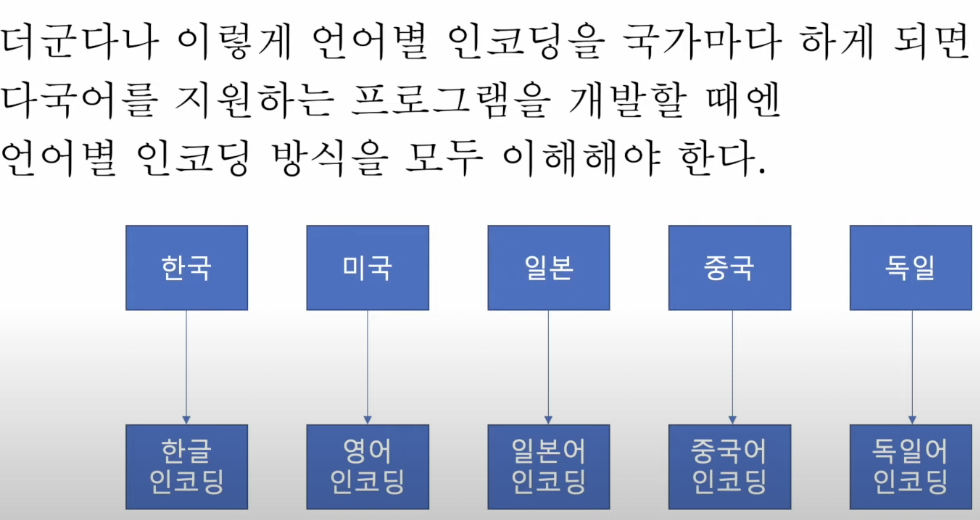 더군다나 이렇게 언어별 인코딩을 국가마다 하게 되면
다국어를 지원하는 프로그램을 개발할 때엔
언어별 인코딩 방식을 모두 이해해야 한다.
한국
미국
일본
중국
독일
한글
인코딩
영어
인코딩
일본어
인코딩
중국어
인코딩
독일어
인코딩